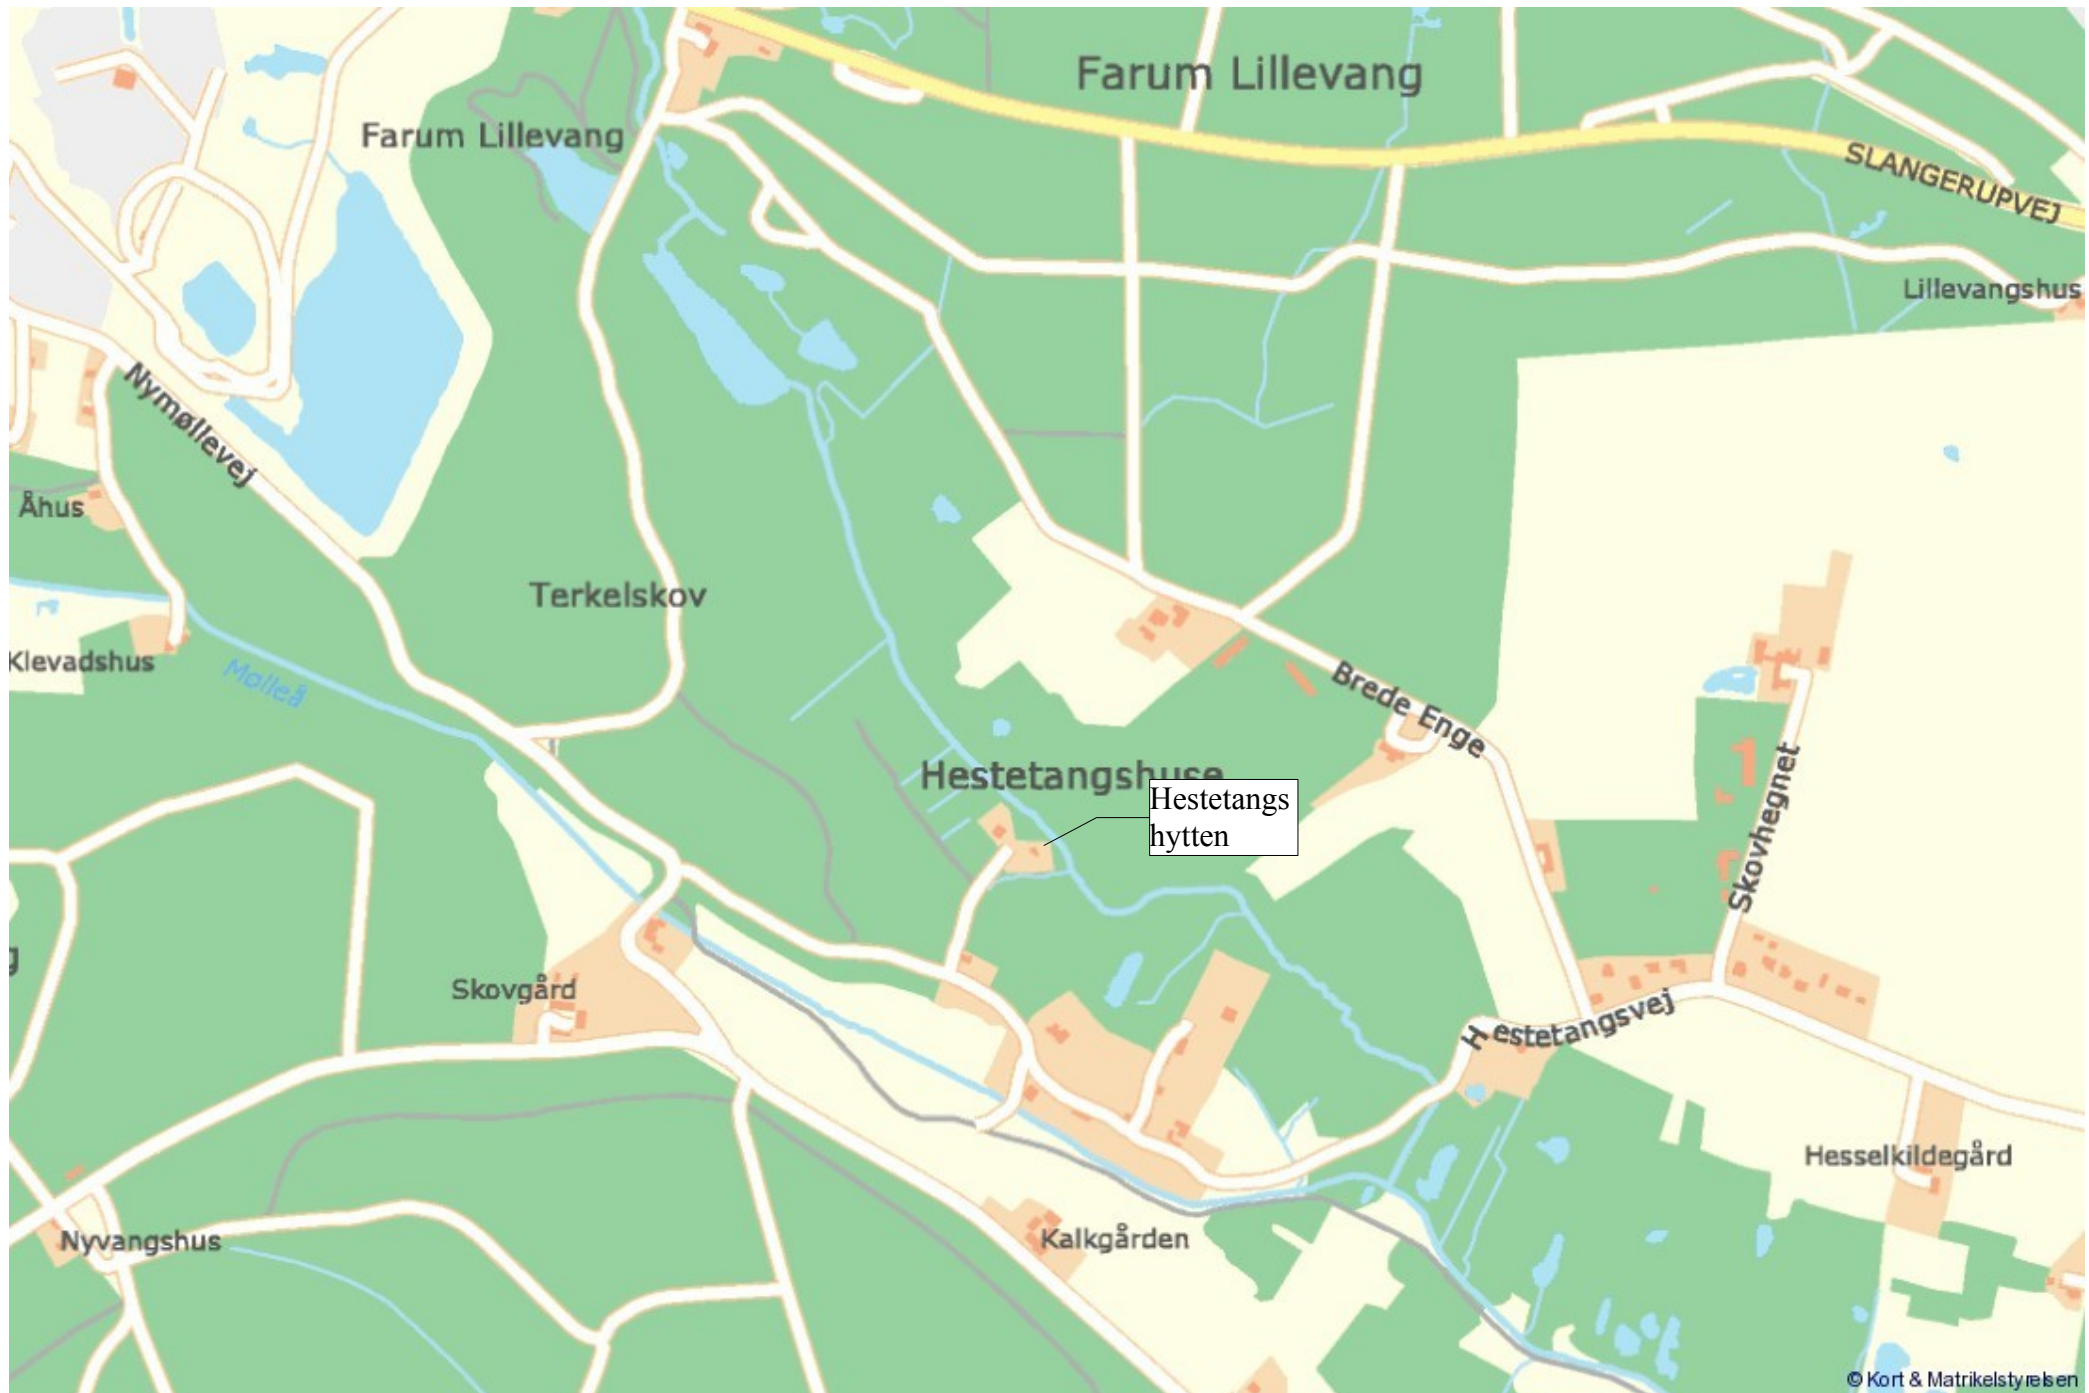 Farum Lillevang
Farum Lillevang
SLANGERUPVEJ
Lillevangshus
Nymøllevej
Åhus
Terkelskov
Klevadshus
Mølleå
Brede Enge
Hestetangshuse
Hestetangs
hytten
Skovhegnet
g
Skovgård
Hestetangsvej
Hesselkildegård
Nyvangshus
Kalkgården
© Kort & Matrikelstyrelsen